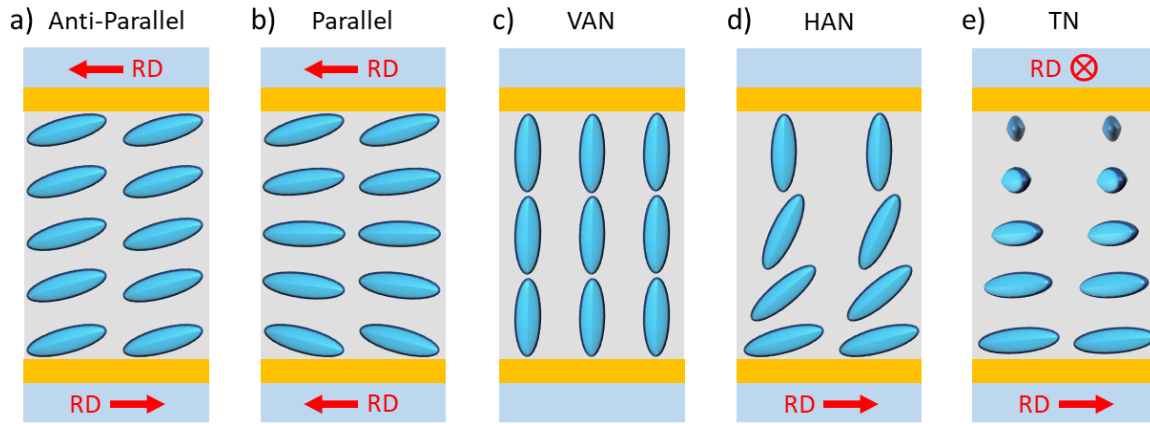 a) Anti-Parallel
b) Parallel
c) VAN
d) HAN
e) TN
RD
RD
RD
RD
RD
RD
RD